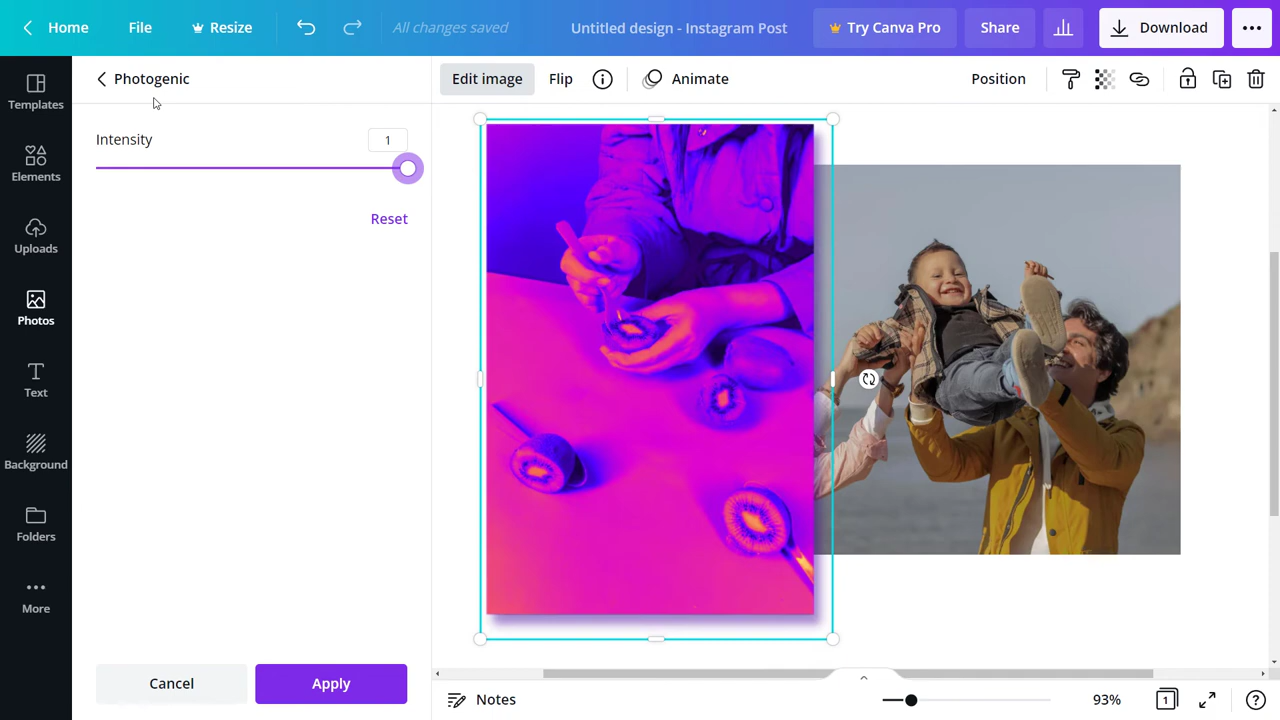 Home
File
Resize
All changes saved
Untitled design - Instagram Post
Try Canva Pro
Share
Download
Templates
Elements
Uploads
Photos
Text
Background
Folders
More
Photogenic
Intensity
1
Reset
Cancel
Apply
Edit image
Flip
Animate
Position
Notes
93%
1